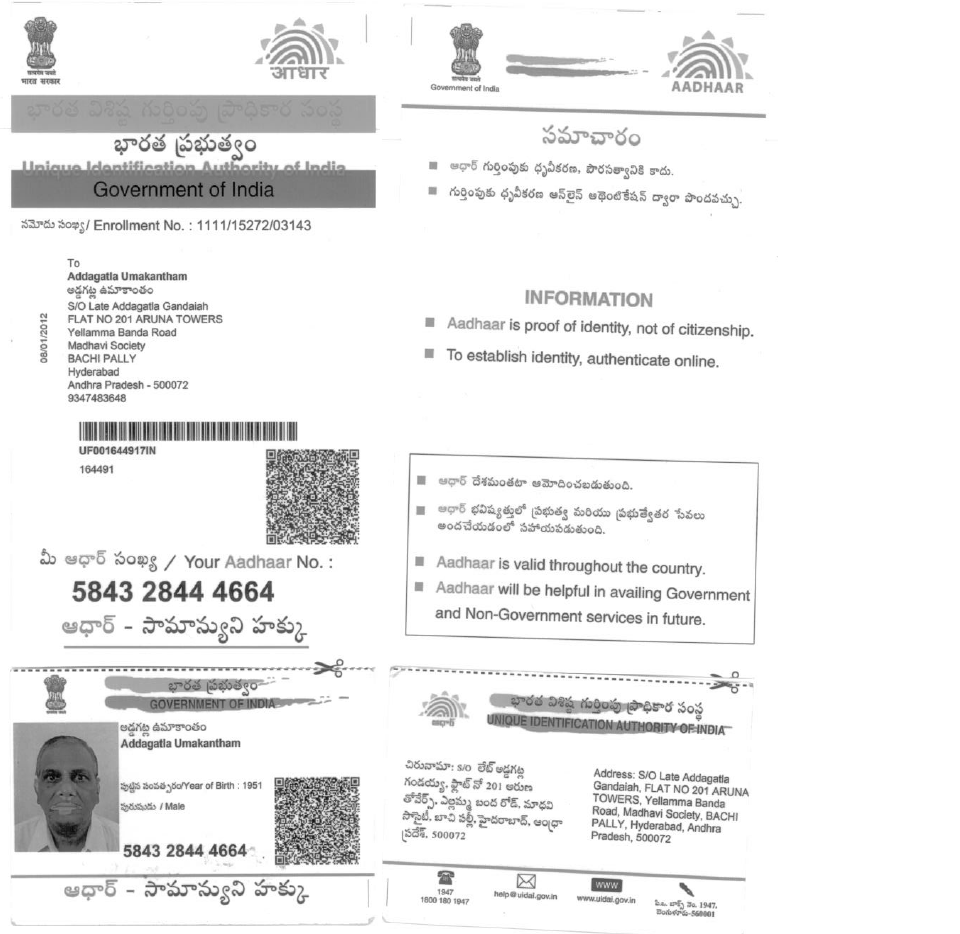 सत्यमेव जयते
भारत सरकार
आधार
భారత విశిష్ట గుర్తింపు ప్రాధికార సంస్థ
భారత ప్రభుత్వం
Unique Identification Authority of India
Government of India
నమోదు సంఖ్య/ Enrollment No. : 1111/15272/03143
To
Addagatla Umakantham
అడ్డగట్ల ఉమాకాంతం
S/O Late Addagatla Gandaiah
FLAT NO 201 ARUNA TOWERS
Yellamma Banda Road
Madhavi Society
BACHI PALLY
Hyderabad
Andhra Pradesh - 500072
9347483648
08/01/2012
UF001644917IN
164491
మీ ఆధార్ సంఖ్య / Your Aadhaar No. :
5843 2844 4664
ఆధార్ - సామాన్యుని హక్కు
సత్యమేవ జయతే
Government of India
AADHAAR
సమాచారం
ఆధార్ గుర్తింపుకు ధృవీకరణ, పౌరసత్వానికి కాదు.
గుర్తింపుకు ధృవీకరణ ఆన్‌లైన్ ఆథెంటికేషన్ ద్వారా పొందవచ్చు.
INFORMATION
Aadhaar is proof of identity, not of citizenship.
To establish identity, authenticate online.
ఆధార్ దేశమంతటా ఆమోదించబడుతుంది.
ఆధార్ భవిష్యత్తులో ప్రభుత్వ మరియు ప్రభుత్వేతర సేవలు
అందచేయడంలో సహాయపడుతుంది.
Aadhaar is valid throughout the country.
Aadhaar will be helpful in availing Government
and Non-Government services in future.
భారత ప్రభుత్వం
GOVERNMENT OF INDIA
అడ్డగట్ల ఉమాకాంతం
Addagatla Umakantham
పుట్టిన సంవత్సరం/Year of Birth : 1951
పురుషుడు / Male
5843 2844 4664
ఆధార్ - సామాన్యుని హక్కు
భారత విశిష్ట గుర్తింపు ప్రాధికార సంస్థ
UNIQUE IDENTIFICATION AUTHORITY OF INDIA
ఆధార్
చిరునామా: S/O లేట్ అడ్డగట్ల
గండయ్య, ఫ్లాట్ నో 201 అరుణ
తోవేర్స్, ఎల్లమ్మ బంద రోడ్, మాధవి
సొసైటీ, బాచి పల్లీ, హైదరాబాద్, ఆంధ్రా
ప్రదేశ్, 500072
Address: S/O Late Addagatla
Gandaiah, FLAT NO 201 ARUNA
TOWERS, Yellamma Banda
Road, Madhavi Society, BACHI
PALLY, Hyderabad, Andhra
Pradesh, 500072
1947
1800 180 1947
help@uidai.gov.in
WWW
www.uidai.gov.in
పి.ఒ. బాక్స్ నెం. 1947,
బెంగుళూరు-560001